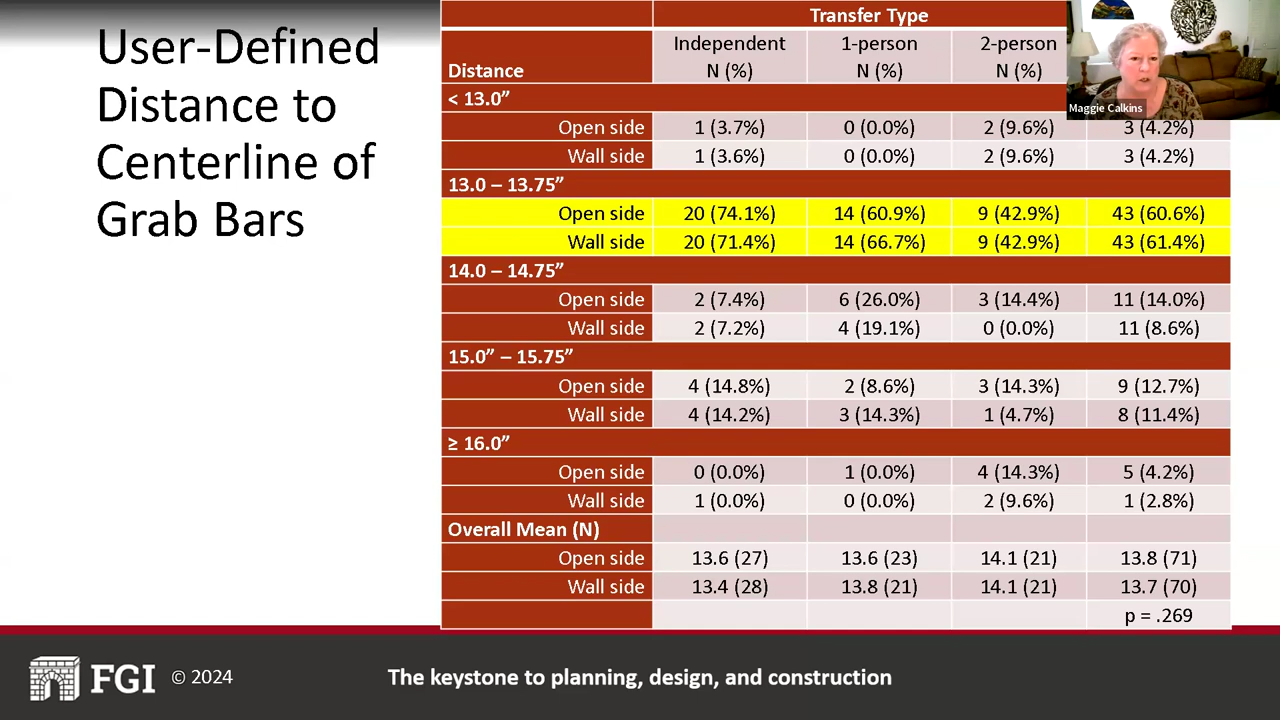 User-Defined
Distance to
Centerline of
Grab Bars
Transfer Type
Distance
Independent
N (%)
1-person
N (%)
2-person
N (%)
Maggie Calkins
< 13.0”
Open side 1 (3.7%) 0 (0.0%) 2 (9.6%) 3 (4.2%)
Wall side 1 (3.6%) 0 (0.0%) 2 (9.6%) 3 (4.2%)
13.0 – 13.75”
Open side 20 (74.1%) 14 (60.9%) 9 (42.9%) 43 (60.6%)
Wall side 20 (71.4%) 14 (66.7%) 9 (42.9%) 43 (61.4%)
14.0 – 14.75”
Open side 2 (7.4%) 6 (26.0%) 3 (14.4%) 11 (14.0%)
Wall side 2 (7.2%) 4 (19.1%) 0 (0.0%) 11 (8.6%)
15.0” – 15.75”
Open side 4 (14.8%) 2 (8.6%) 3 (14.3%) 9 (12.7%)
Wall side 4 (14.2%) 3 (14.3%) 1 (4.7%) 8 (11.4%)
≥ 16.0”
Open side 0 (0.0%) 1 (0.0%) 4 (14.3%) 5 (4.2%)
Wall side 1 (0.0%) 0 (0.0%) 2 (9.6%) 1 (2.8%)
Overall Mean (N)
Open side 13.6 (27) 13.6 (23) 14.1 (21) 13.8 (71)
Wall side 13.4 (28) 13.8 (21) 14.1 (21) 13.7 (70)
p = .269
FGI © 2024
The keystone to planning, design, and construction